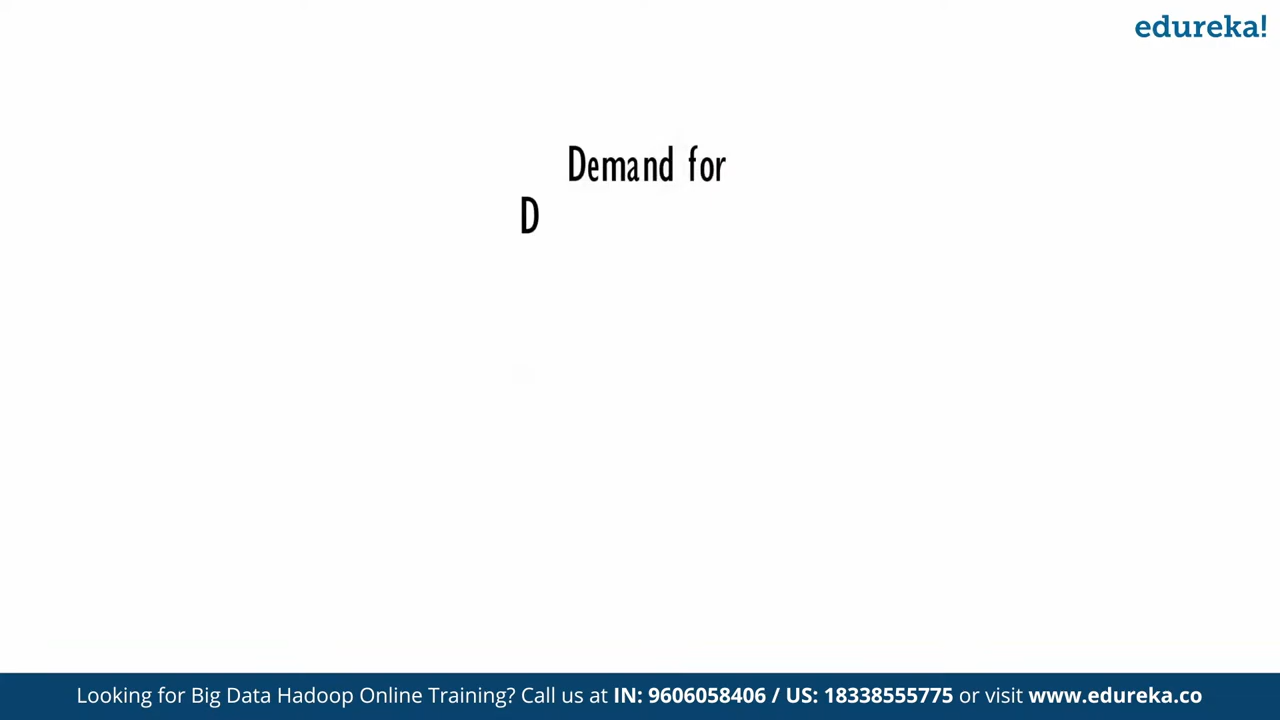 edureka!
Demand for
D
Looking for Big Data Hadoop Online Training? Call us at IN: 9606058406 / US: 18338555775 or visit www.edureka.co